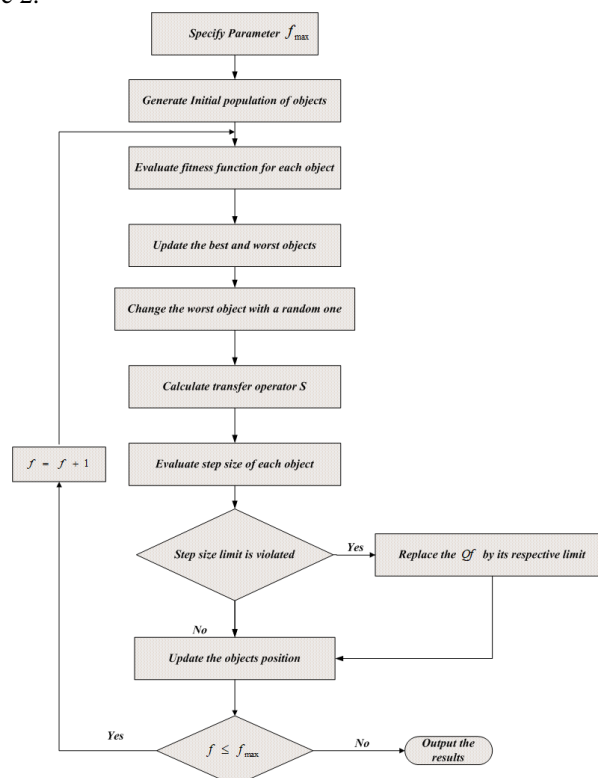 Specify Parameter f max
Generate Initial population of objects
Evaluate fitness function for each object
Update the best and worst objects
Change the worst object with a random one
Calculate transfer operator S
f = f + 1
Evaluate step size of each object
Step size limit is violated
Yes
Replace the Qf by its respective limit
No
Update the objects position
Yes
f ≤ f max
No
Output the
results